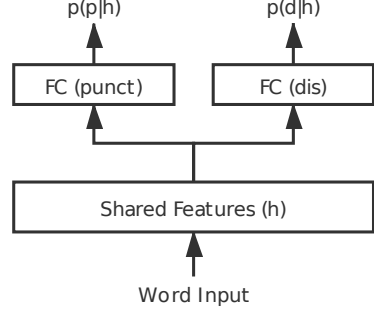 p(p|h) p(d|h)
FC (punct) FC (dis)
Shared Features (h)
Word Input